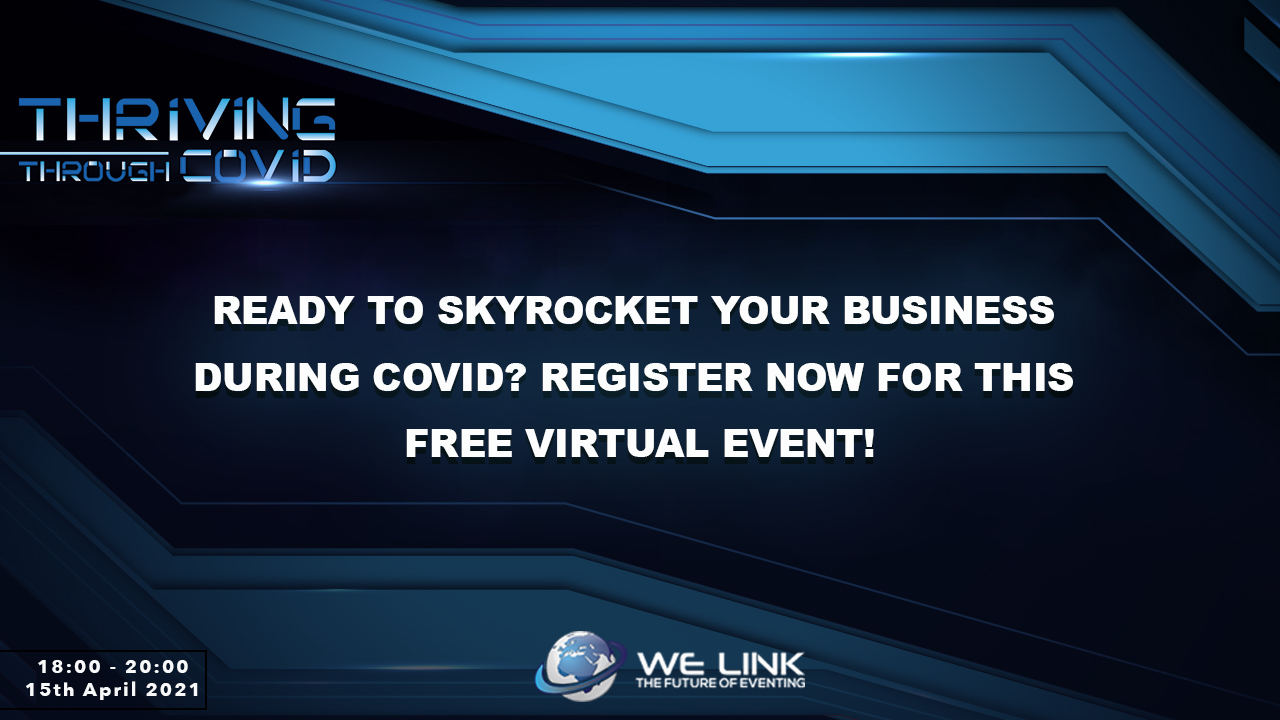 THRiViNG
THROUGH COViD
READY TO SKYROCKET YOUR BUSINESS
DURING COVID? REGISTER NOW FOR THIS
FREE VIRTUAL EVENT!
18:00 - 20:00
15th April 2021
WE LINK
THE FUTURE OF EVENTING